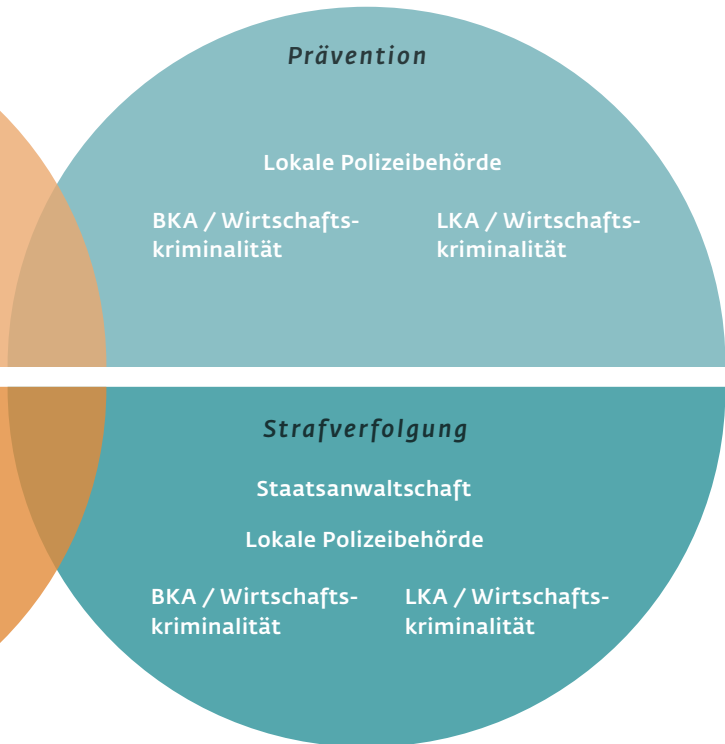 Prävention
Lokale Polizeibehörde
BKA / Wirtschafts-
kriminalität
LKA / Wirtschafts-
kriminalität
Strafverfolgung
Staatsanwaltschaft
Lokale Polizeibehörde
BKA / Wirtschafts-
kriminalität
LKA / Wirtschafts-
kriminalität